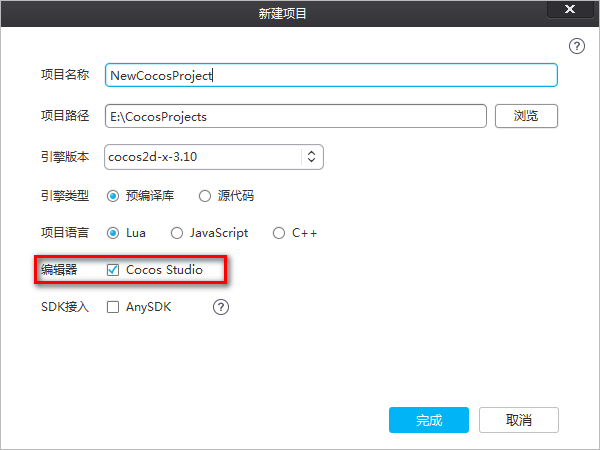 新建项目
?
项目名称 NewCocosProject
项目路径 E:\CocosProjects 浏览
引擎版本 cocos2d-x-3.10
引擎类型 预编译库 源代码
项目语言 Lua JavaScript C++
编辑器 Cocos Studio
SDK接入 AnySDK ?
完成 取消